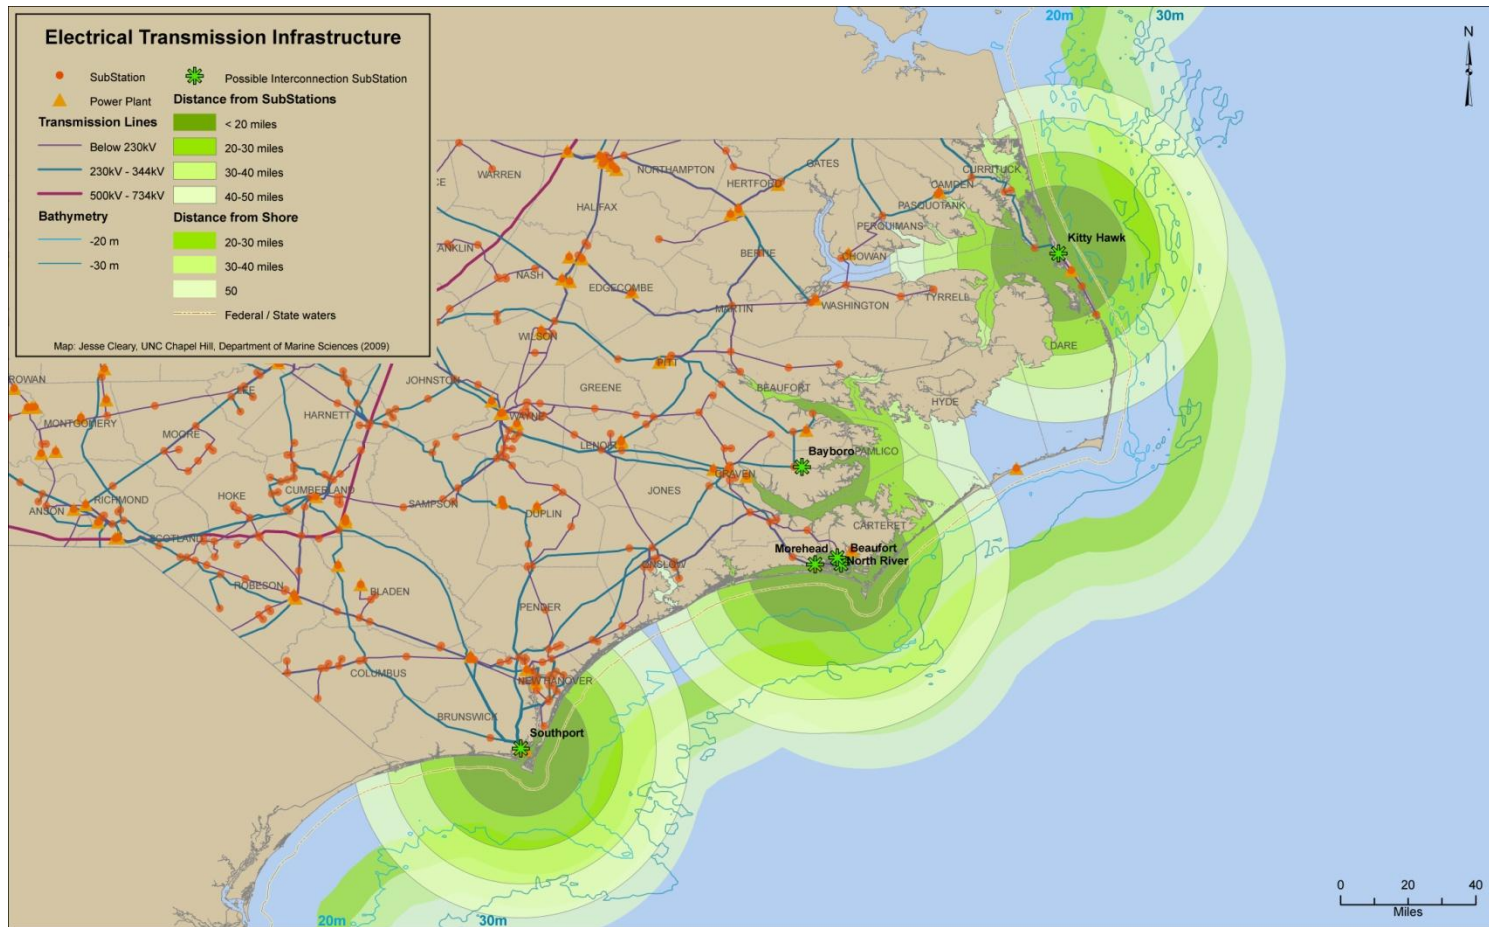 Electrical Transmission Infrastructure
SubStation
Possible Interconnection SubStation
Power Plant
Distance from SubStations
Transmission Lines
< 20 miles
Below 230kV
20-30 miles
230kV - 344kV
30-40 miles
500kV - 734kV
40-50 miles
Bathymetry
Distance from Shore
-20 m
20-30 miles
-30 m
30-40 miles
50
Federal / State waters
Map: Jesse Cleary, UNC Chapel Hill, Department of Marine Sciences (2009)
20m
30m
N
WARREN
NORTHAMPTON
GATES
HERTFORD
CAMDEN
CURRITUCK
HALIFAX
PASQUOTANK
PERQUIMANS
Kitty Hawk
ANKLIN
BERTIE
CHOWAN
NASH
EDGECOMBE
MARTIN
WASHINGTON
TYRRELL
WILSON
DARE
PITT
ROWAN
LEE
JOHNSTON
GREENE
BEAUFORT
HYDE
HARNETT
WAYNE
MONTGOMERY
MOORE
LENOIR
Bayboro
PAMLICO
CRAVEN
RICHMOND
HOKE
CUMBERLAND
JONES
ANSON
SAMPSON
DUPLIN
CARTERET
SCOTLAND
Morehead
Beaufort
North River
ONSLOW
ROBESON
BLADEN
PENDER
COLUMBUS
NEW HANOVER
BRUNSWICK
Southport
20m
30m
0
20
40
Miles